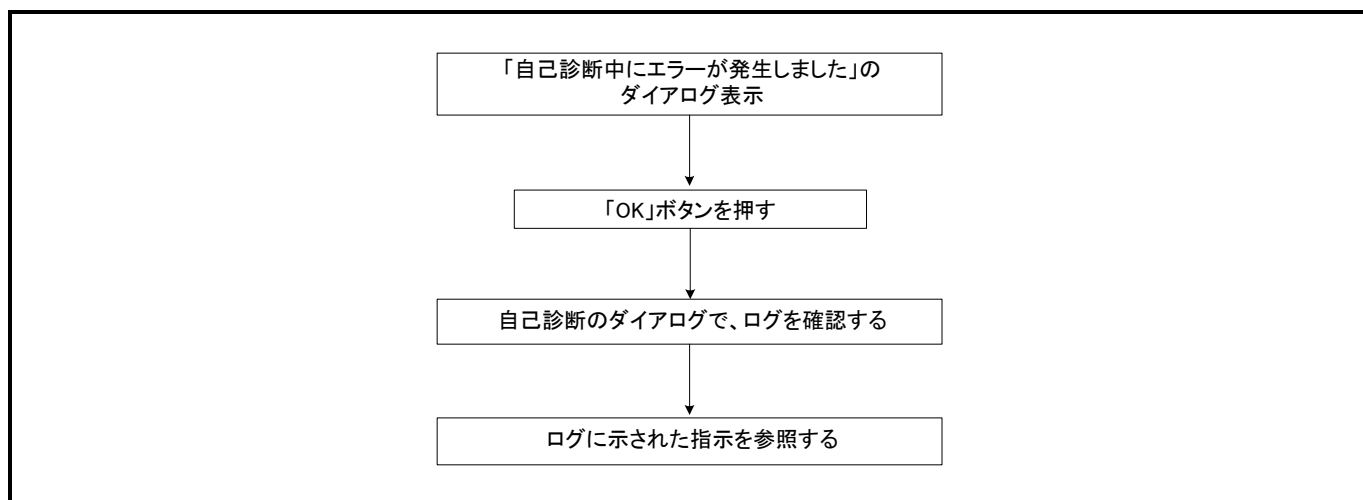 「自己診断中にエラーが発生しました」の
ダイアログ表示
「OK」ボタンを押す
自己診断のダイアログで、ログを確認する
ログに示された指示を参照する